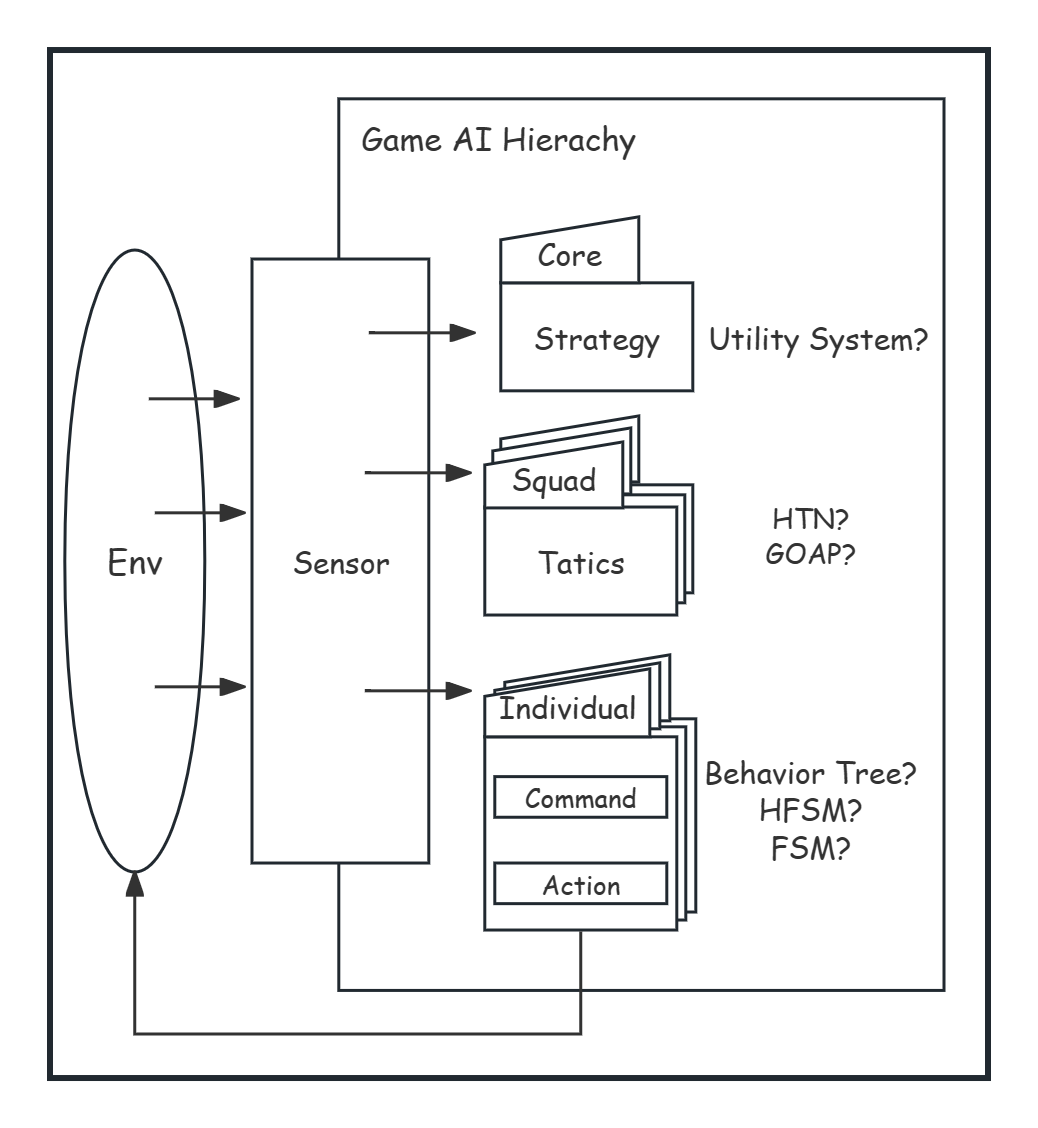 Game AI Hierachy
Core
Strategy
Utility System?
Squad
Tatics
HTN?
GOAP?
Env
Sensor
Individual
Command
Action
Behavior Tree?
HFSM?
FSM?